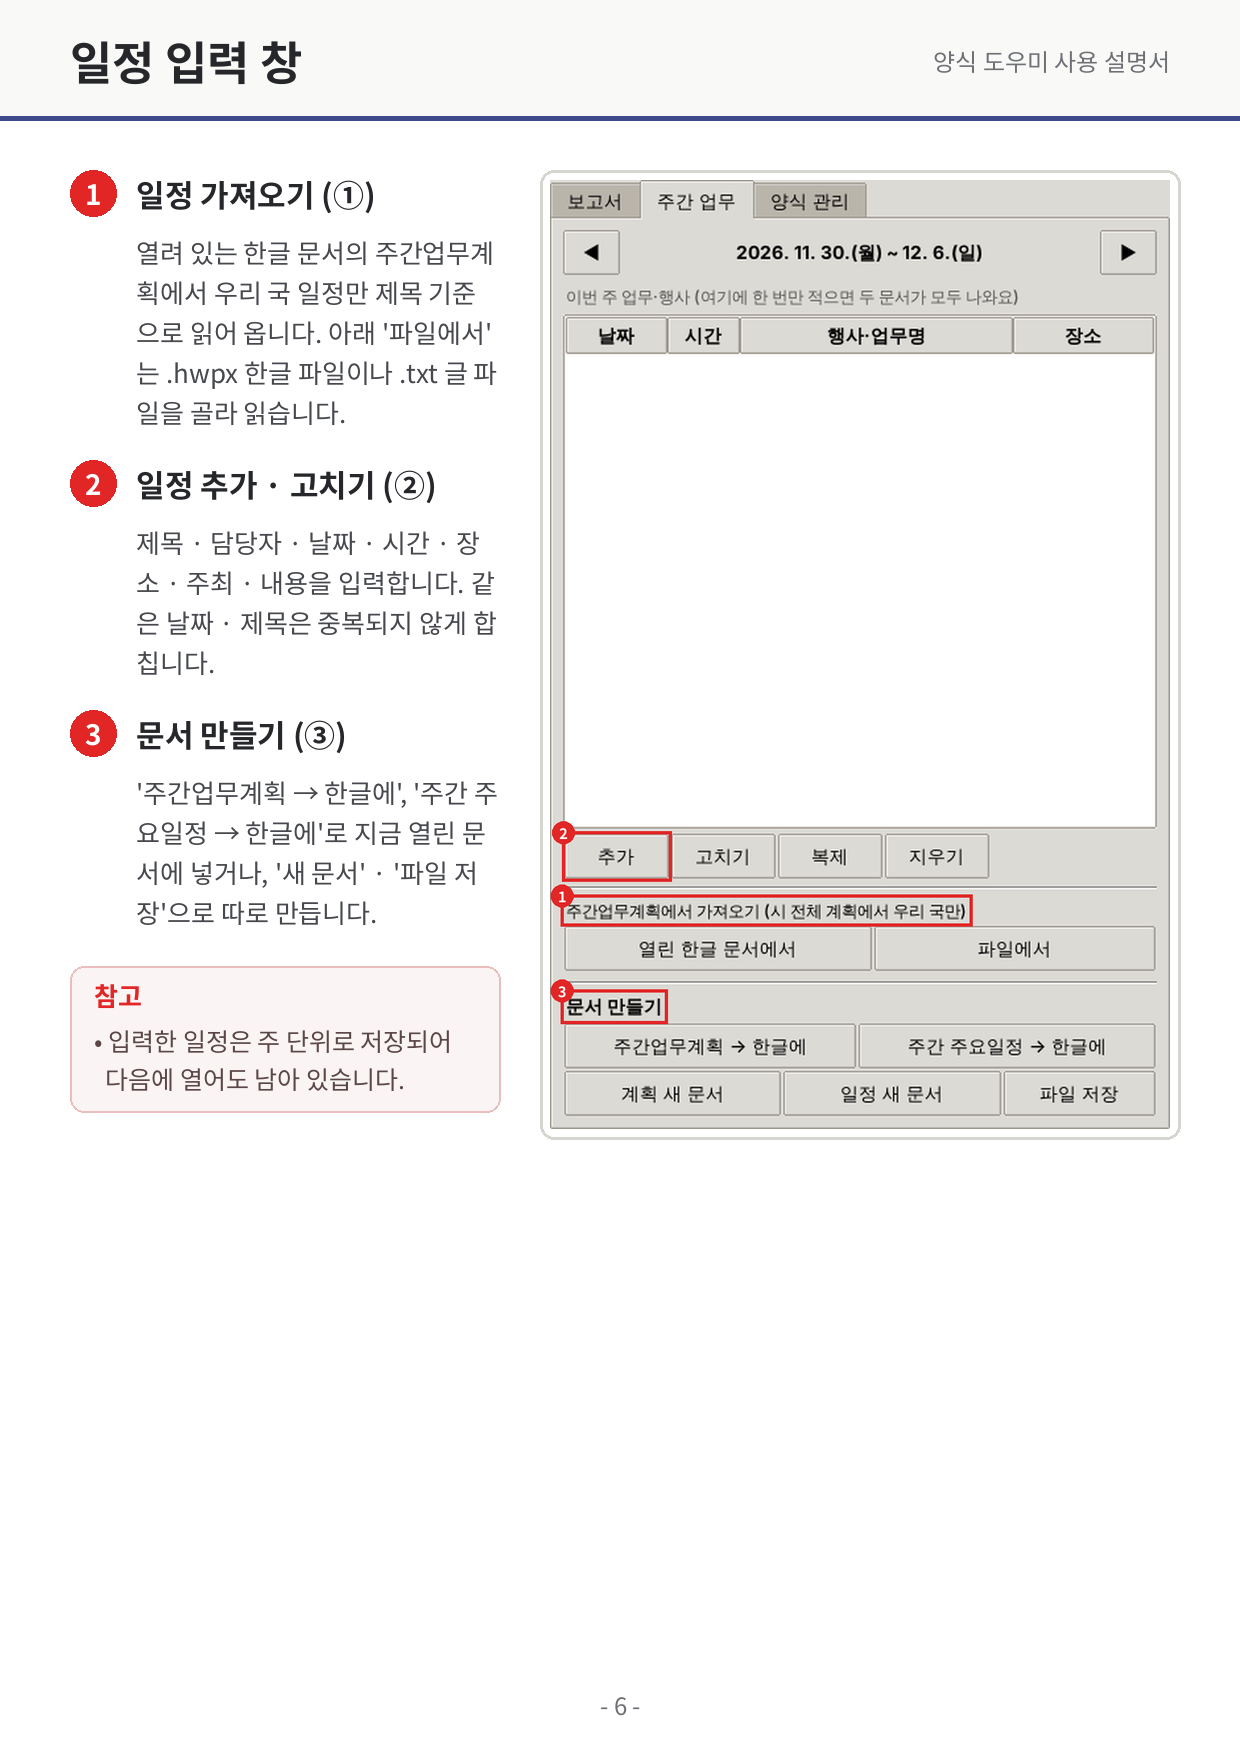 일정 입력 창
양식 도우미 사용 설명서
1 일정 가져오기 (①)
열려 있는 한글 문서의 주간업무계
획에서 우리 국 일정만 제목 기준
으로 읽어 옵니다. 아래 '파일에서'
는 .hwpx 한글 파일이나 .txt 글 파
일을 골라 읽습니다.
2 일정 추가 · 고치기 (②)
제목 · 담당자 · 날짜 · 시간 · 장
소 · 주최 · 내용을 입력합니다. 같
은 날짜 · 제목은 중복되지 않게 합
칩니다.
3 문서 만들기 (③)
'주간업무계획 → 한글에', '주간 주
요일정 → 한글에'로 지금 열린 문
서에 넣거나, '새 문서' · '파일 저
장'으로 따로 만듭니다.
참고
• 입력한 일정은 주 단위로 저장되어
다음에 열어도 남아 있습니다.
보고서 주간 업무 양식 관리
◀ 2026. 11. 30.(월) ~ 12. 6.(일) ▶
이번 주 업무·행사 (여기에 한 번만 적으면 두 문서가 모두 나와요)
날짜 시간 행사·업무명 장소
2
추가 고치기 복제 지우기
1
주간업무계획에서 가져오기 (시 전체 계획에서 우리 국만)
열린 한글 문서에서 파일에서
3
문서 만들기
주간업무계획 → 한글에 주간 주요일정 → 한글에
계획 새 문서 일정 새 문서 파일 저장
- 6 -